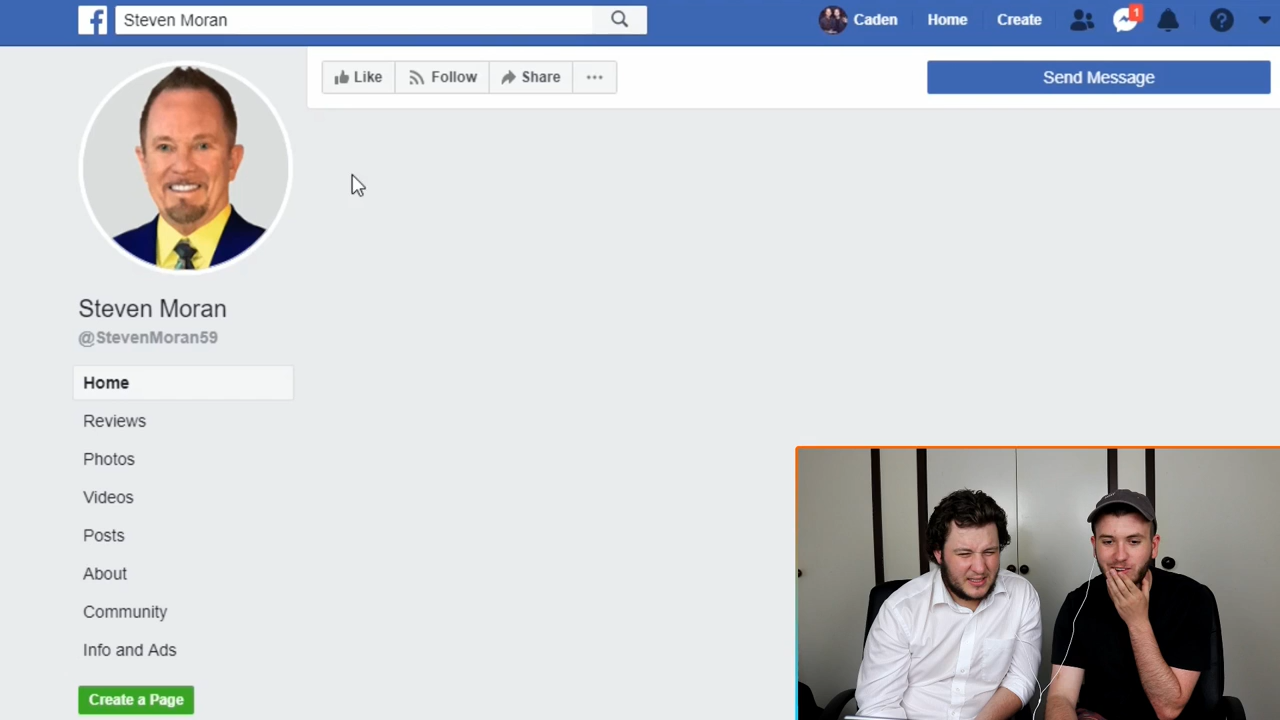 Steven Moran
Caden
Home
Create
1
Like
Follow
Share
Send Message
Steven Moran
@StevenMoran59
Home
Reviews
Photos
Videos
Posts
About
Community
Info and Ads
Create a Page